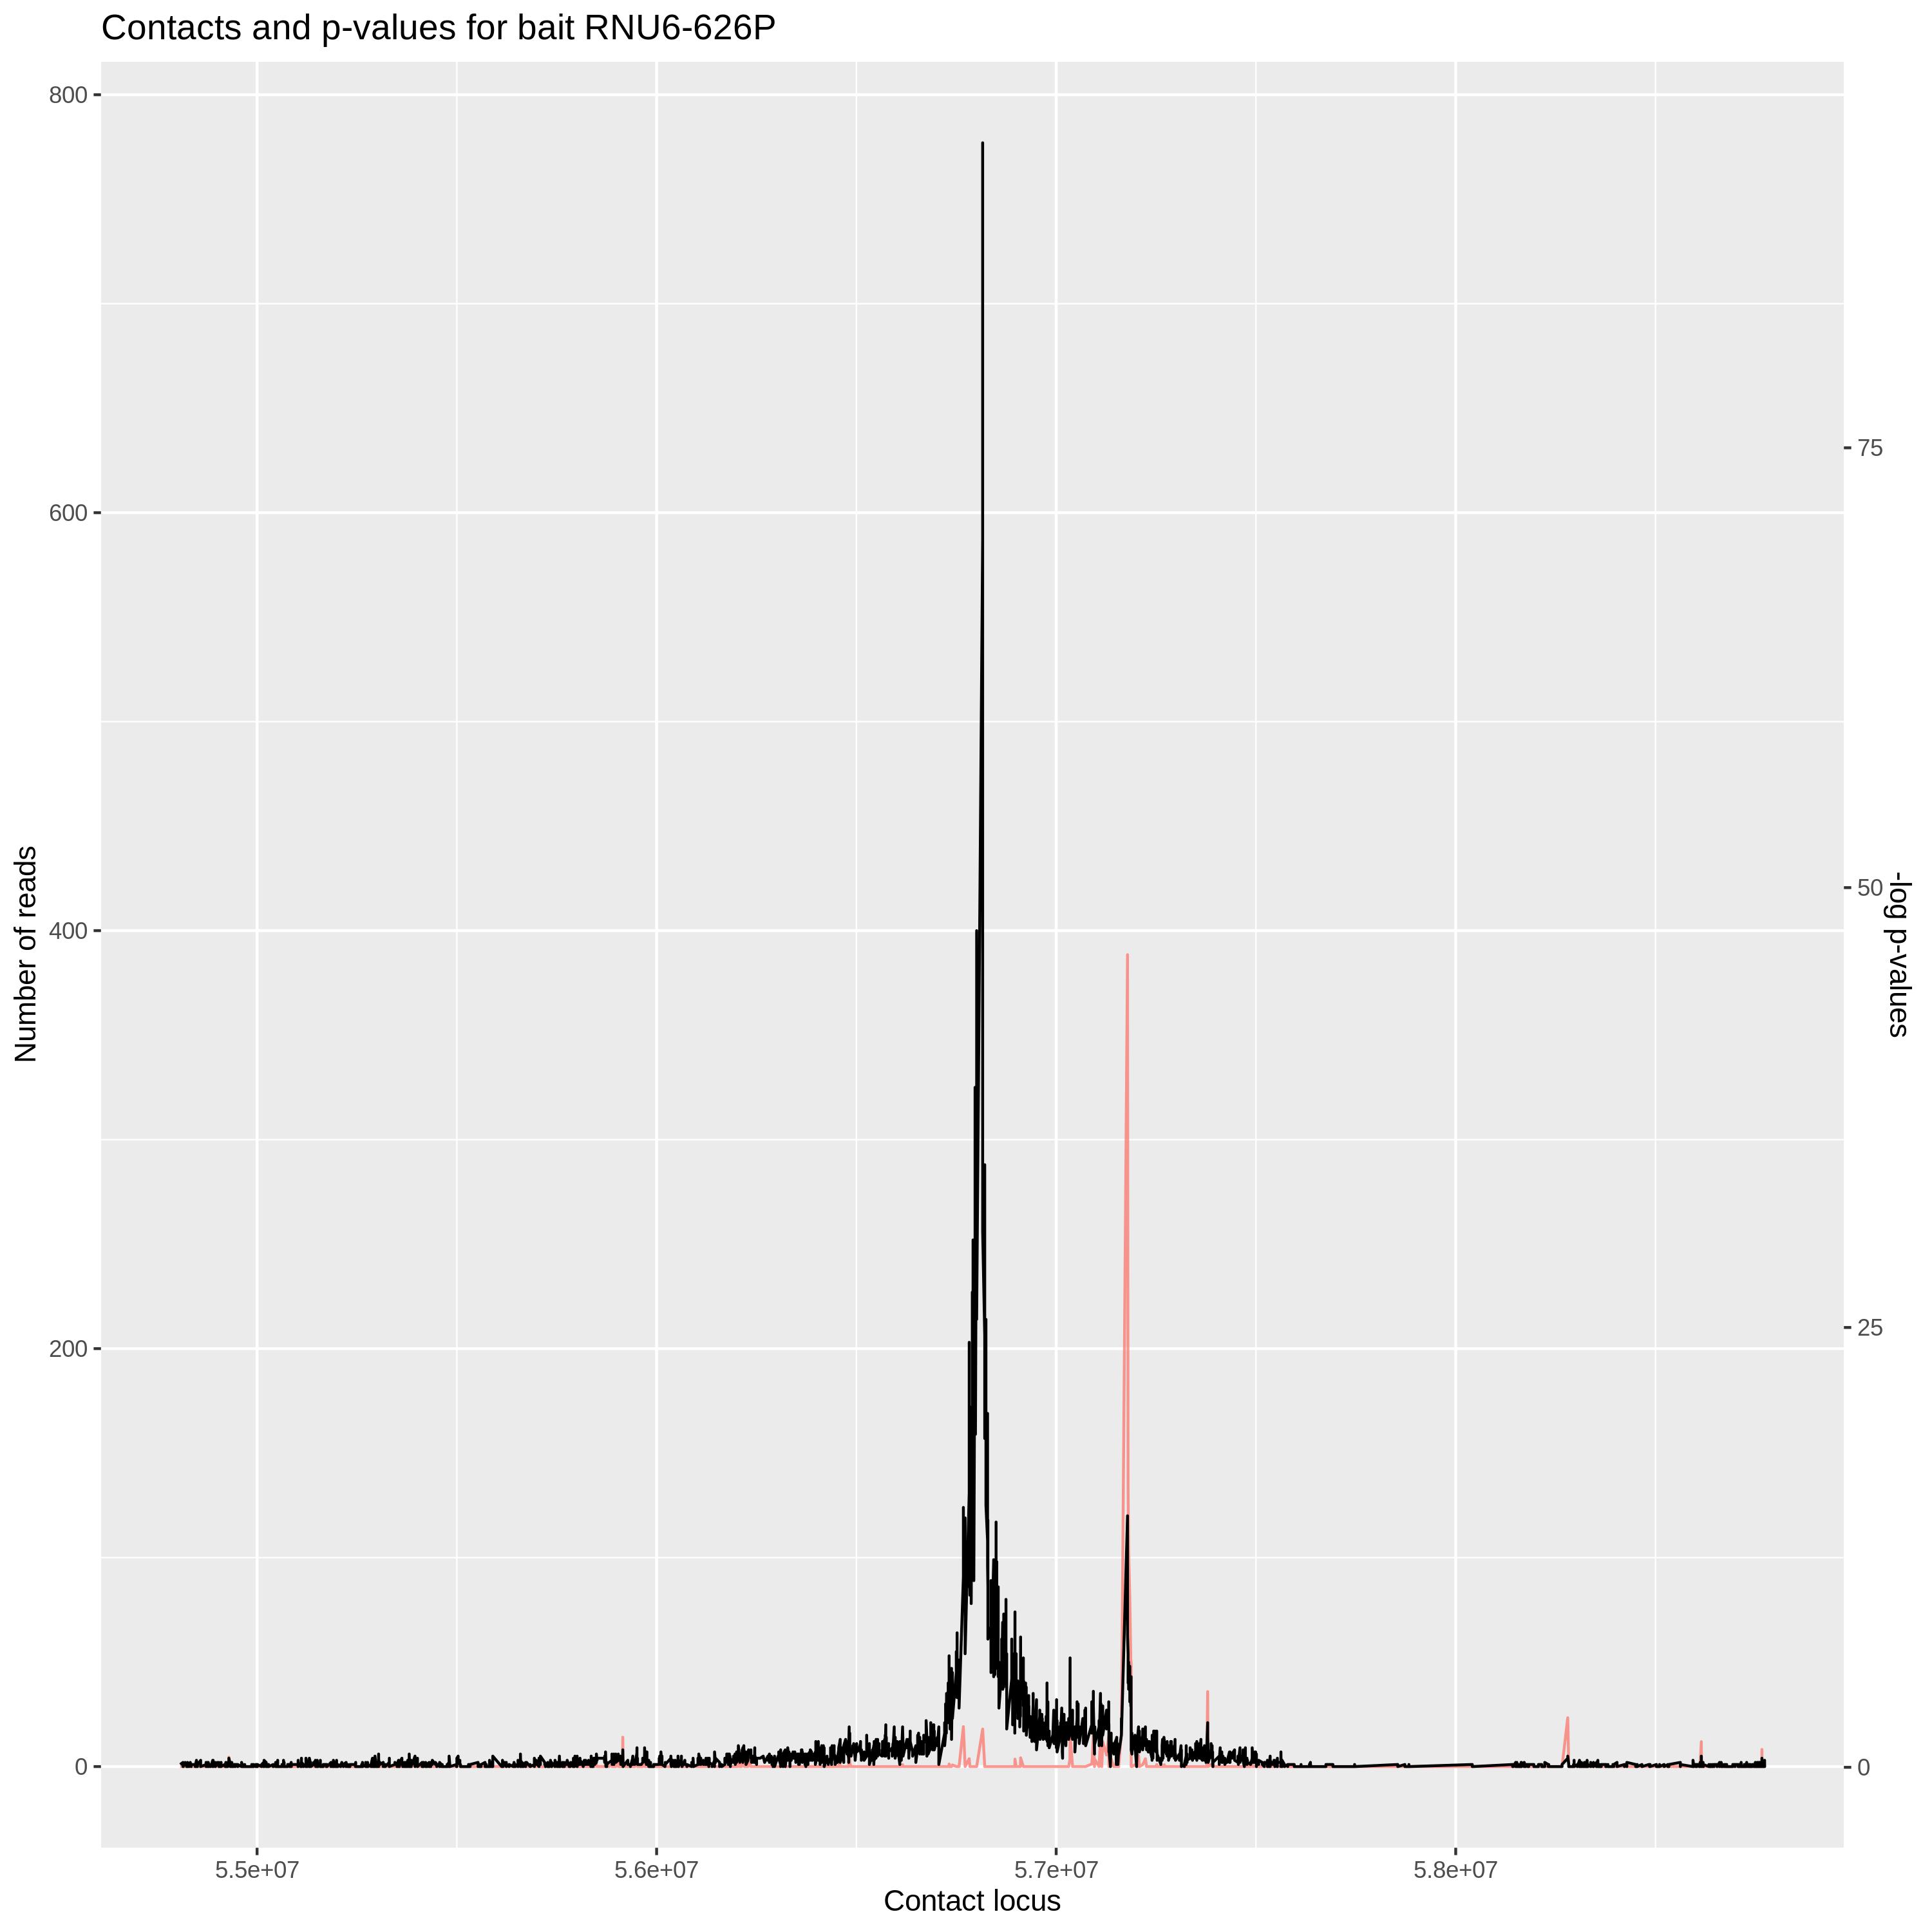 Contacts and p-values for bait RNU6-626P
800
600
400
200
0
Number of reads
75
50
25
0
-log p-values
5.5e+07
5.6e+07
5.7e+07
5.8e+07
Contact locus